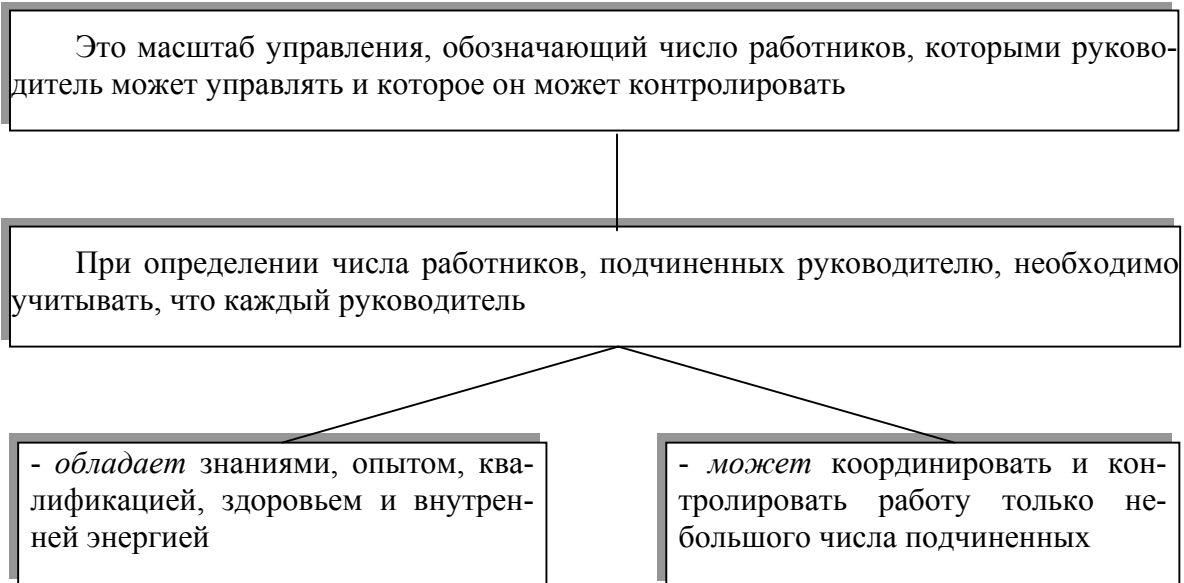 Это масштаб управления, обозначающий число работников, которыми руково-
дитель может управлять и которое он может контролировать
При определении числа работников, подчиненных руководителю, необходимо
учитывать, что каждый руководитель
- обладает знаниями, опытом, ква-
лификацией, здоровьем и внутрен-
ней энергией
- может координировать и кон-
тролировать работу только не-
большого числа подчиненных